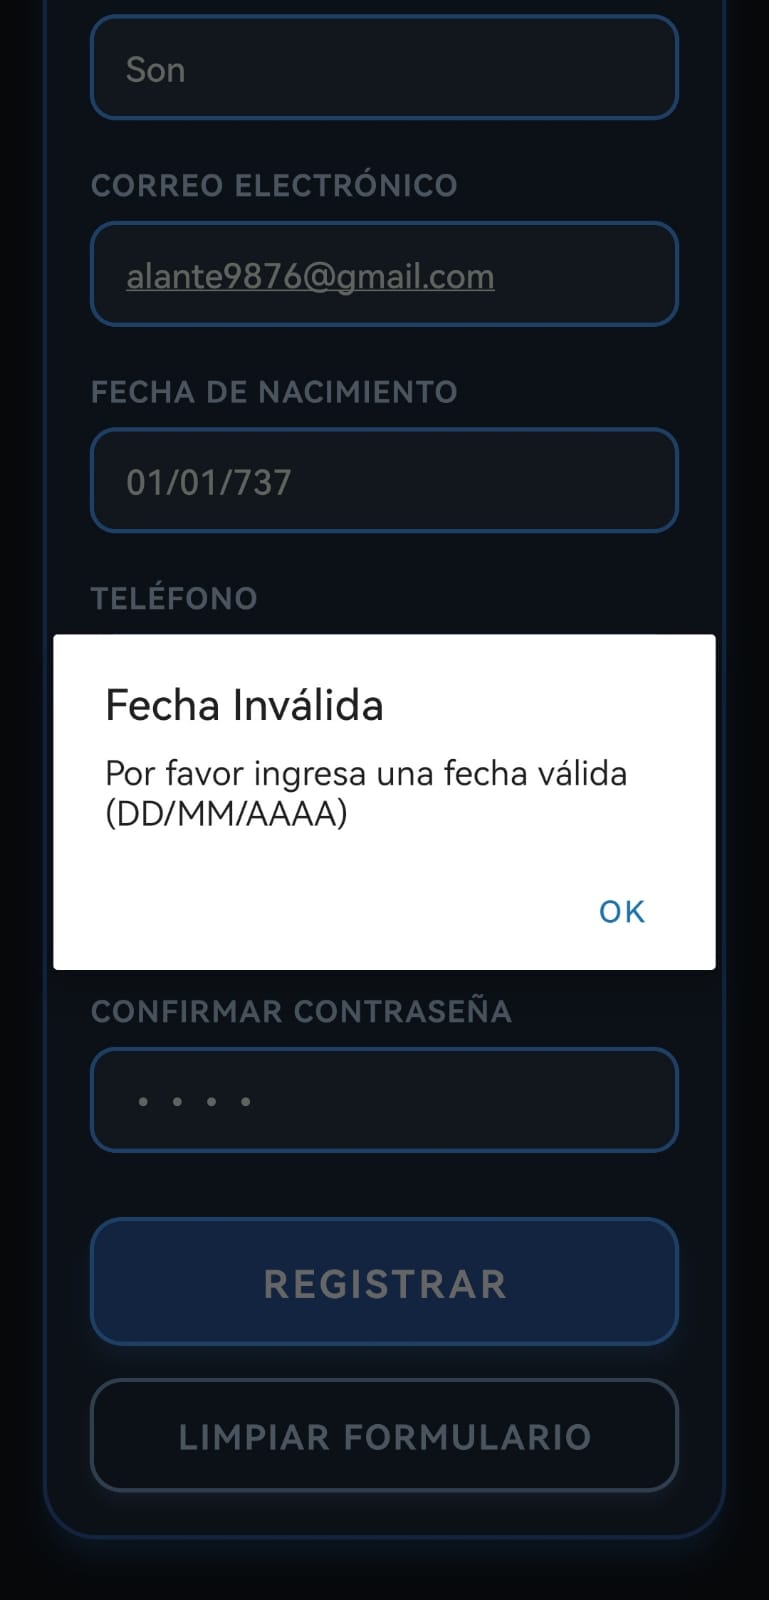 Son
CORREO ELECTRÓNICO
alante9876@gmail.com
FECHA DE NACIMIENTO
01/01/737
TELÉFONO
Fecha Inválida
Por favor ingresa una fecha válida
(DD/MM/AAAA)
OK
CONFIRMAR CONTRASEÑA
• • • •
REGISTRAR
LIMPIAR FORMULARIO